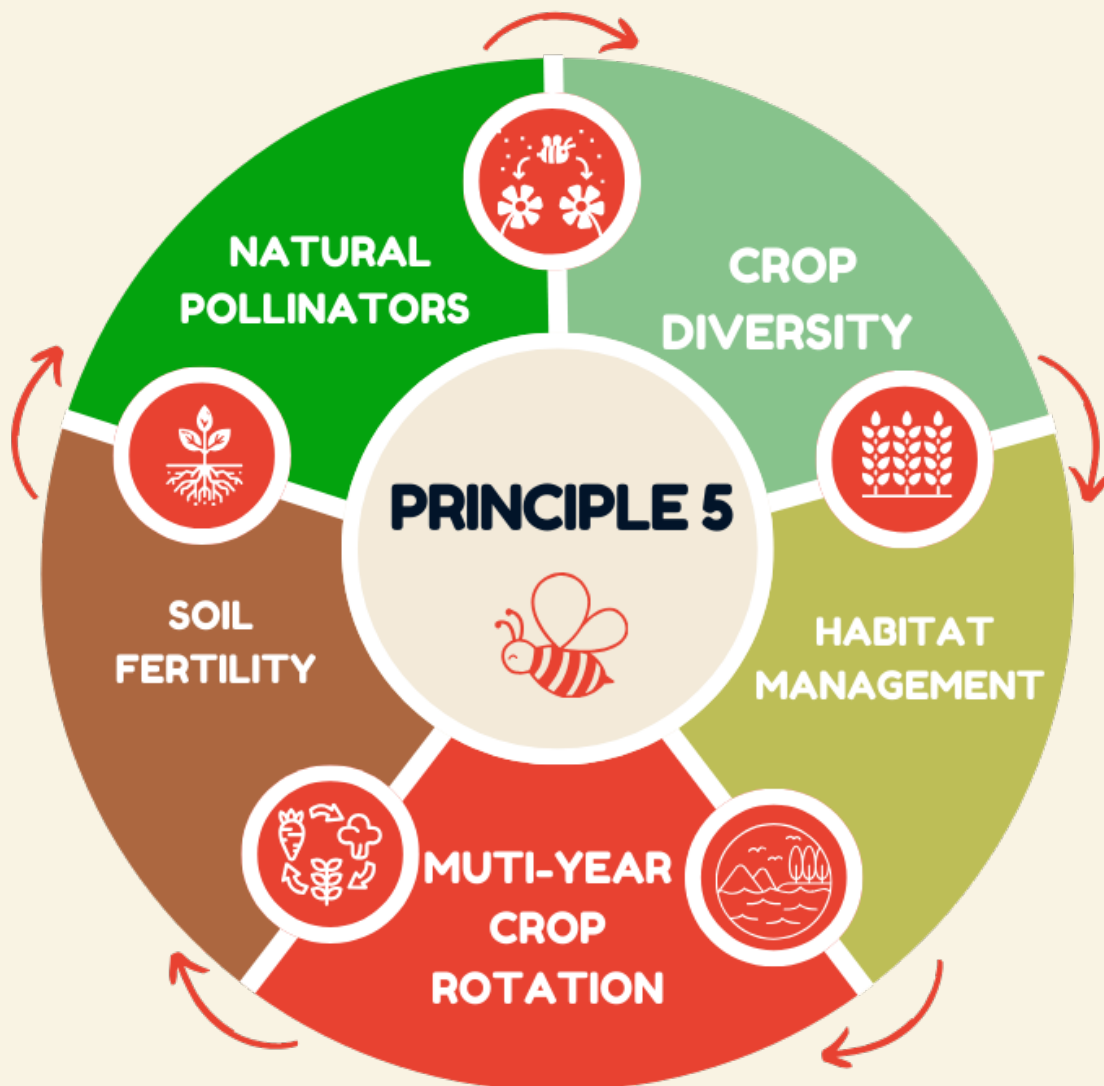 NATURAL
POLLINATORS
CROP
DIVERSITY
PRINCIPLE 5
SOIL
FERTILITY
HABITAT
MANAGEMENT
MUTI-YEAR
CROP
ROTATION